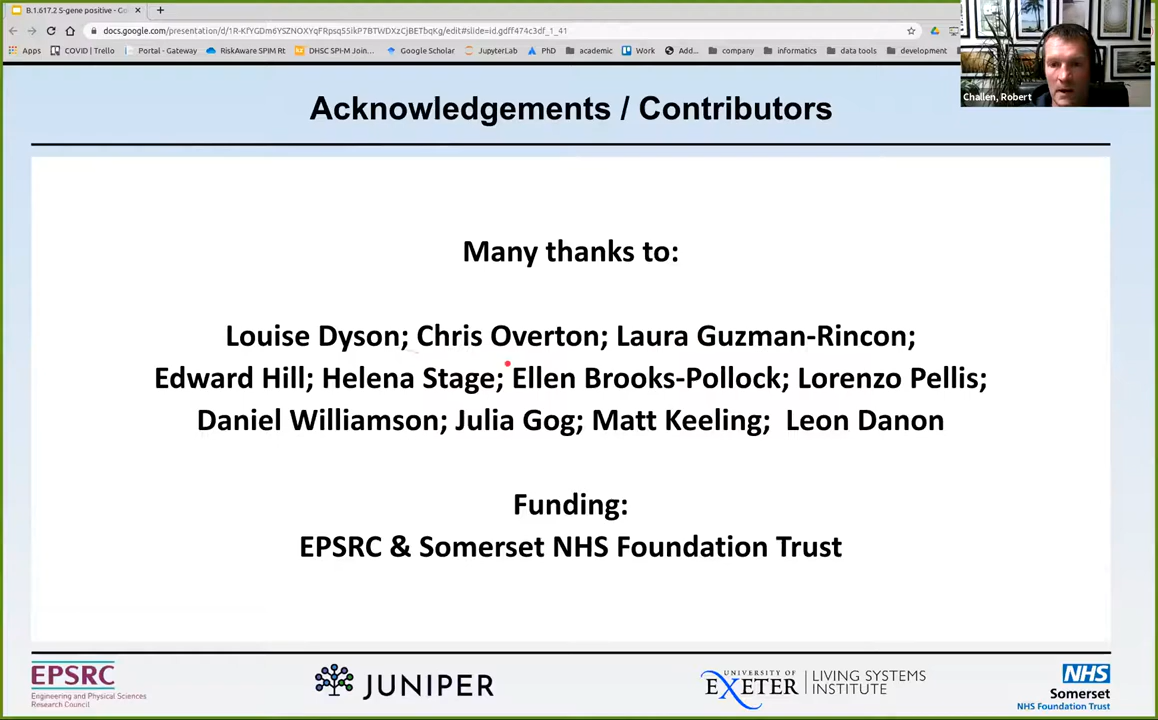 B.1.617.2 S-gene positive - Co
docs.google.com/presentation/d/1R-KfYGDm6YSZNOXYqFRpsq5SikP7BTWDXzCjBETbqKg/edit#slide=id.gdff474c3df_1_41
Apps COVID | Trello Portal - Gateway RiskAware SPIM Rt DHSC SPI-M Join... Google Scholar JupyterLab PhD academic Work Add... company informatics data tools development
Challen, Robert
Acknowledgements / Contributors
Many thanks to:
Louise Dyson; Chris Overton; Laura Guzman-Rincon;
Edward Hill; Helena Stage; Ellen Brooks-Pollock; Lorenzo Pellis;
Daniel Williamson; Julia Gog; Matt Keeling; Leon Danon
Funding:
EPSRC & Somerset NHS Foundation Trust
EPSRC
Engineering and Physical Sciences
Research Council
JUNIPER
UNIVERSITY OF
EXETER
LIVING SYSTEMS
INSTITUTE
NHS
Somerset
NHS Foundation Trust